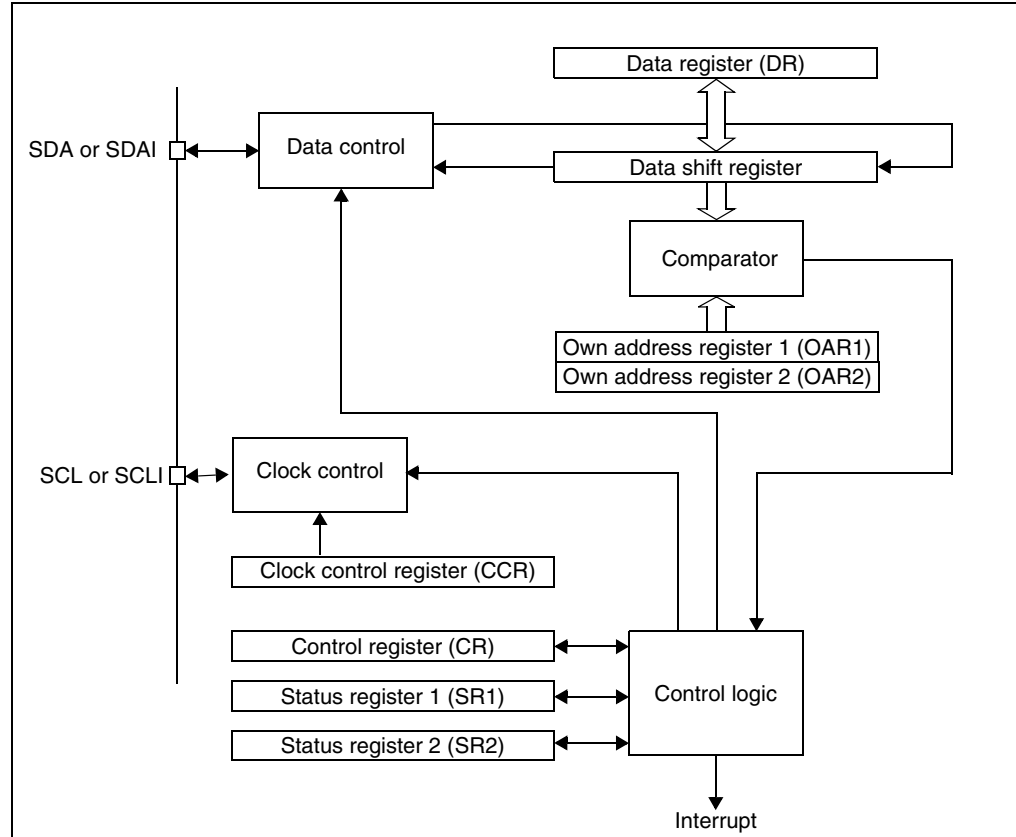 Data register (DR)
SDA or SDAI
Data control
Data shift register
Comparator
Own address register 1 (OAR1)
Own address register 2 (OAR2)
SCL or SCLI
Clock control
Clock control register (CCR)
Control register (CR)
Status register 1 (SR1)
Control logic
Status register 2 (SR2)
Interrupt